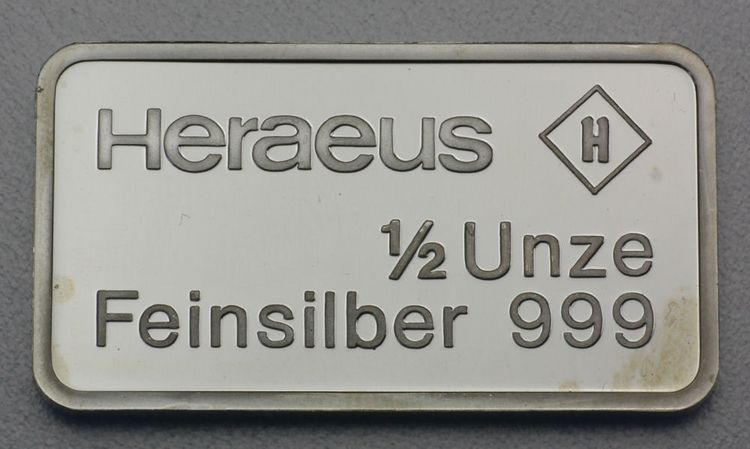 Heraeus H
½ Unze
Feinsilber 999